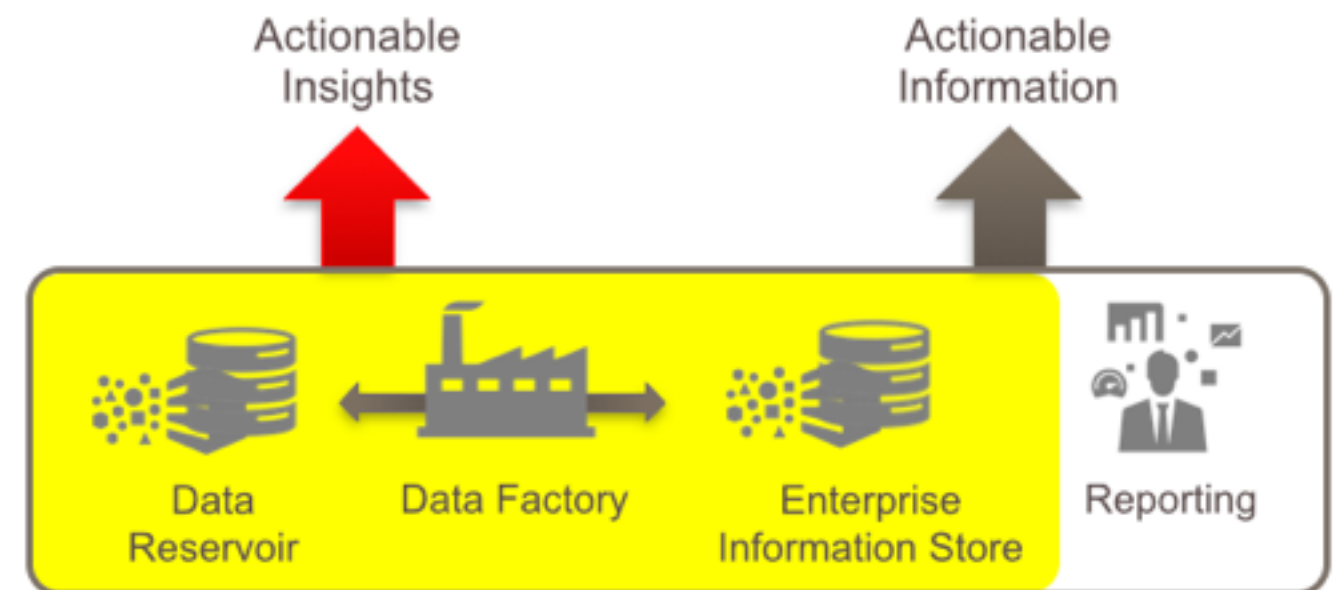 Actionable
Insights
Actionable
Information
Data
Reservoir
Data Factory
Enterprise
Information Store
Reporting